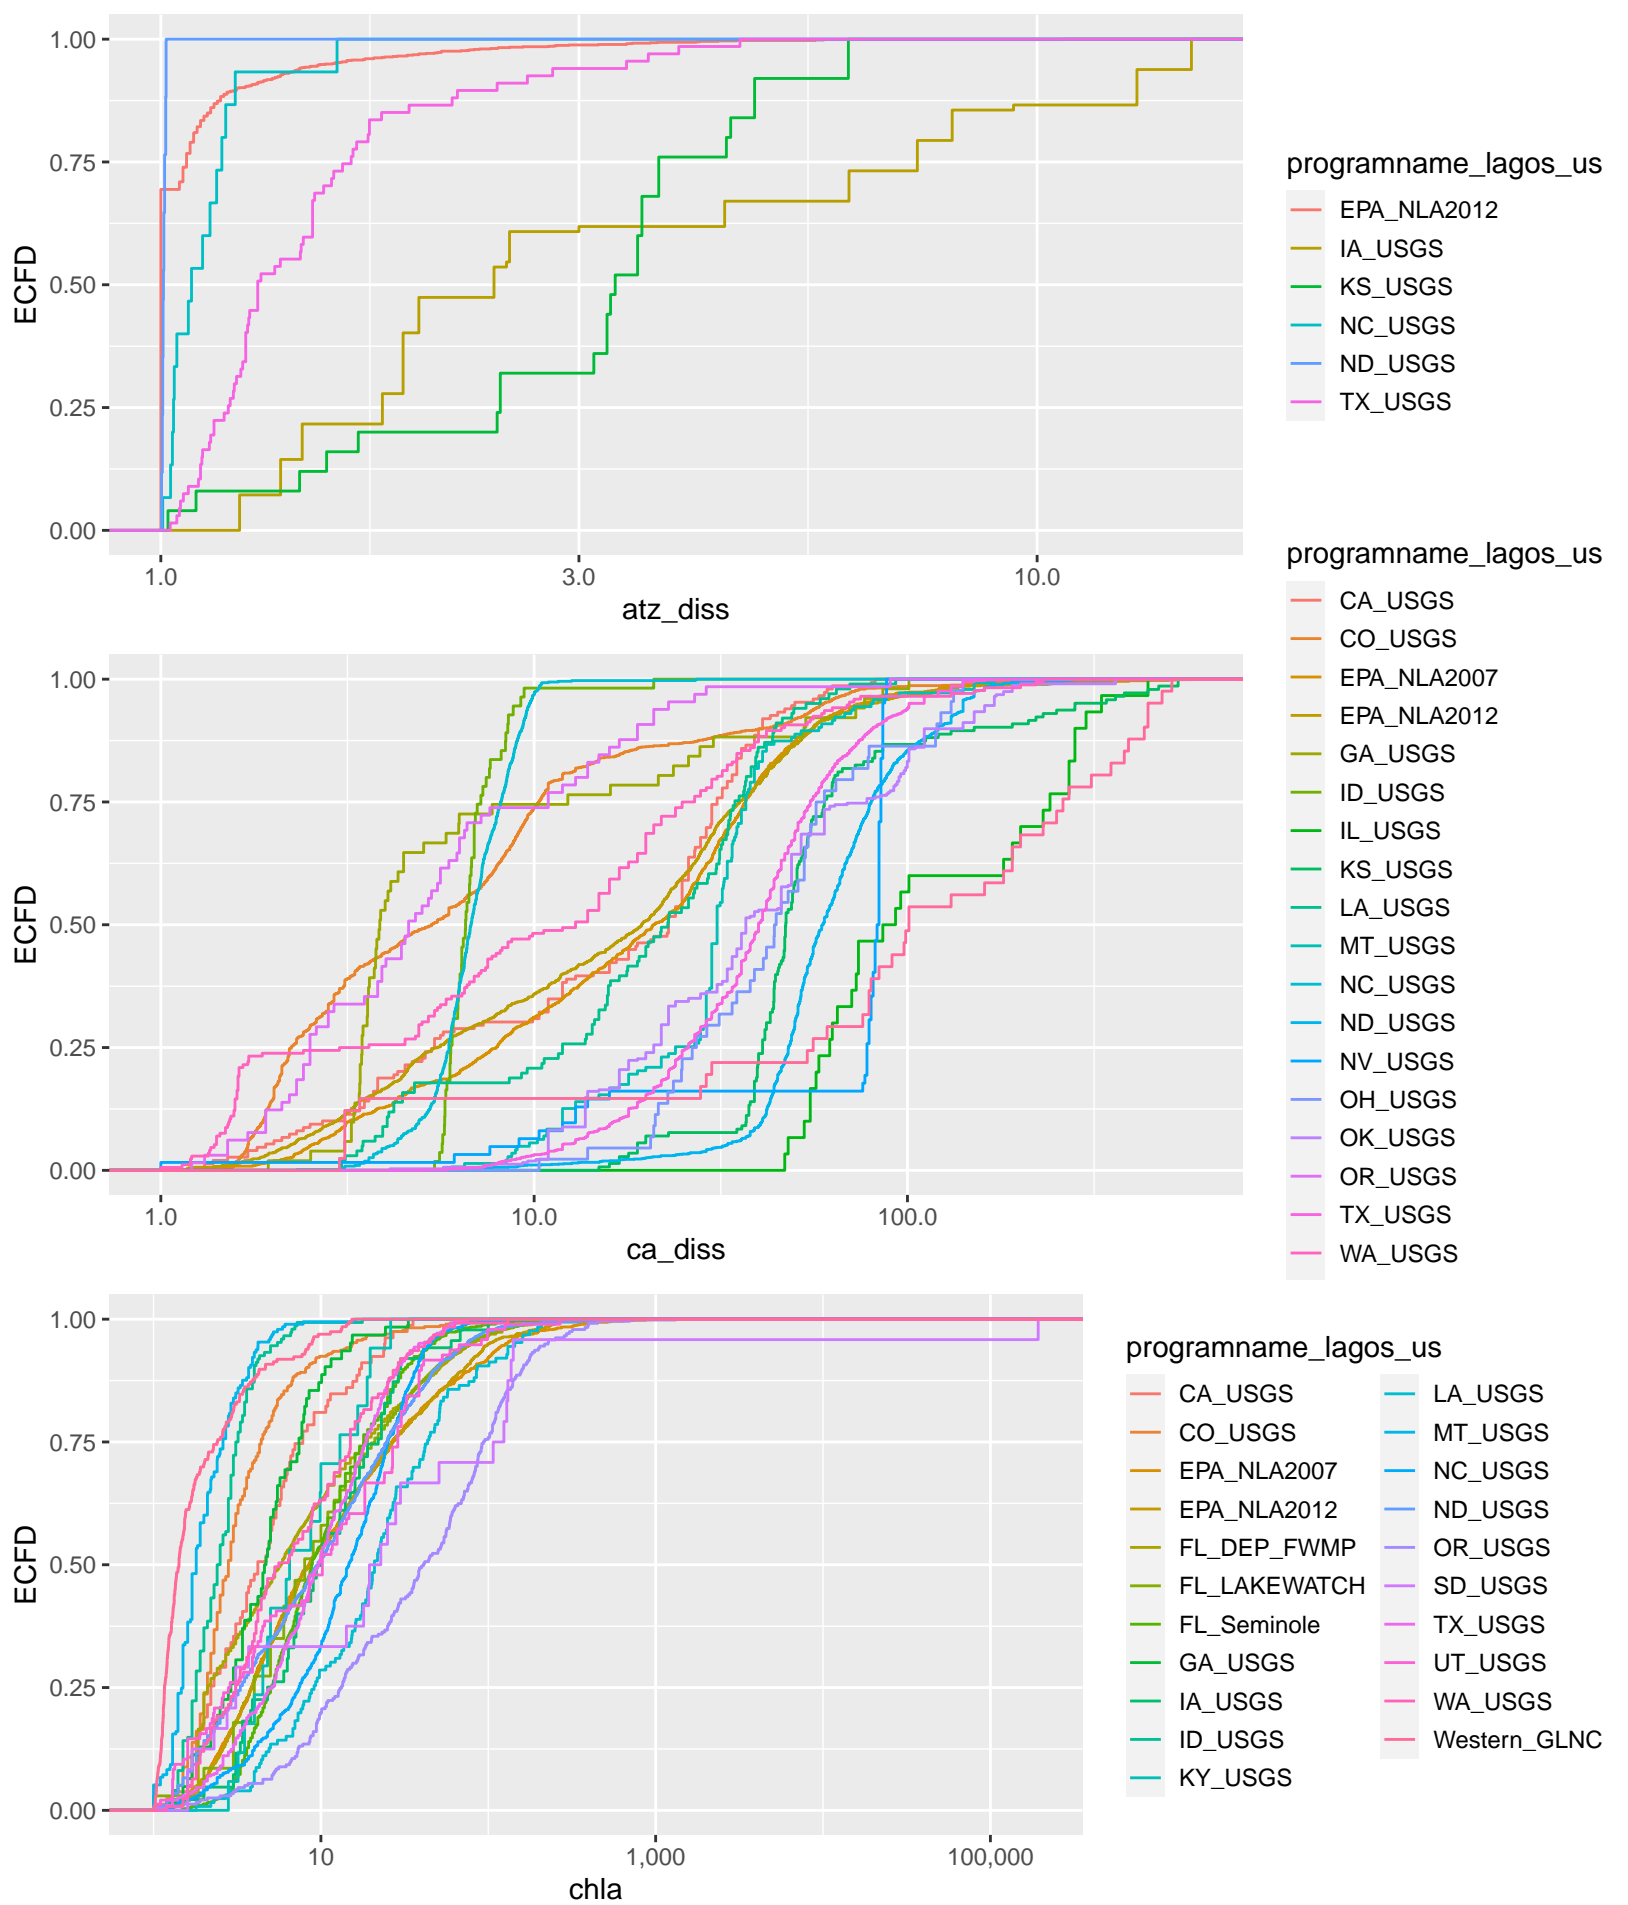 1.00
0.75
0.50
0.25
0.00
ECFD
1.0
3.0
10.0
atz_diss
programname_lagos_us
EPA_NLA2012
IA_USGS
KS_USGS
NC_USGS
ND_USGS
TX_USGS
1.00
0.75
0.50
0.25
0.00
ECFD
1.0
10.0
100.0
ca_diss
programname_lagos_us
CA_USGS
CO_USGS
EPA_NLA2007
EPA_NLA2012
GA_USGS
ID_USGS
IL_USGS
KS_USGS
LA_USGS
MT_USGS
NC_USGS
ND_USGS
NV_USGS
OH_USGS
OK_USGS
OR_USGS
TX_USGS
WA_USGS
1.00
0.75
0.50
0.25
0.00
ECFD
10
1,000
100,000
chla
programname_lagos_us
CA_USGS
CO_USGS
EPA_NLA2007
EPA_NLA2012
FL_DEP_FWMP
FL_LAKEWATCH
FL_Seminole
GA_USGS
IA_USGS
ID_USGS
KY_USGS
LA_USGS
MT_USGS
NC_USGS
ND_USGS
OR_USGS
SD_USGS
TX_USGS
UT_USGS
WA_USGS
Western_GLNC